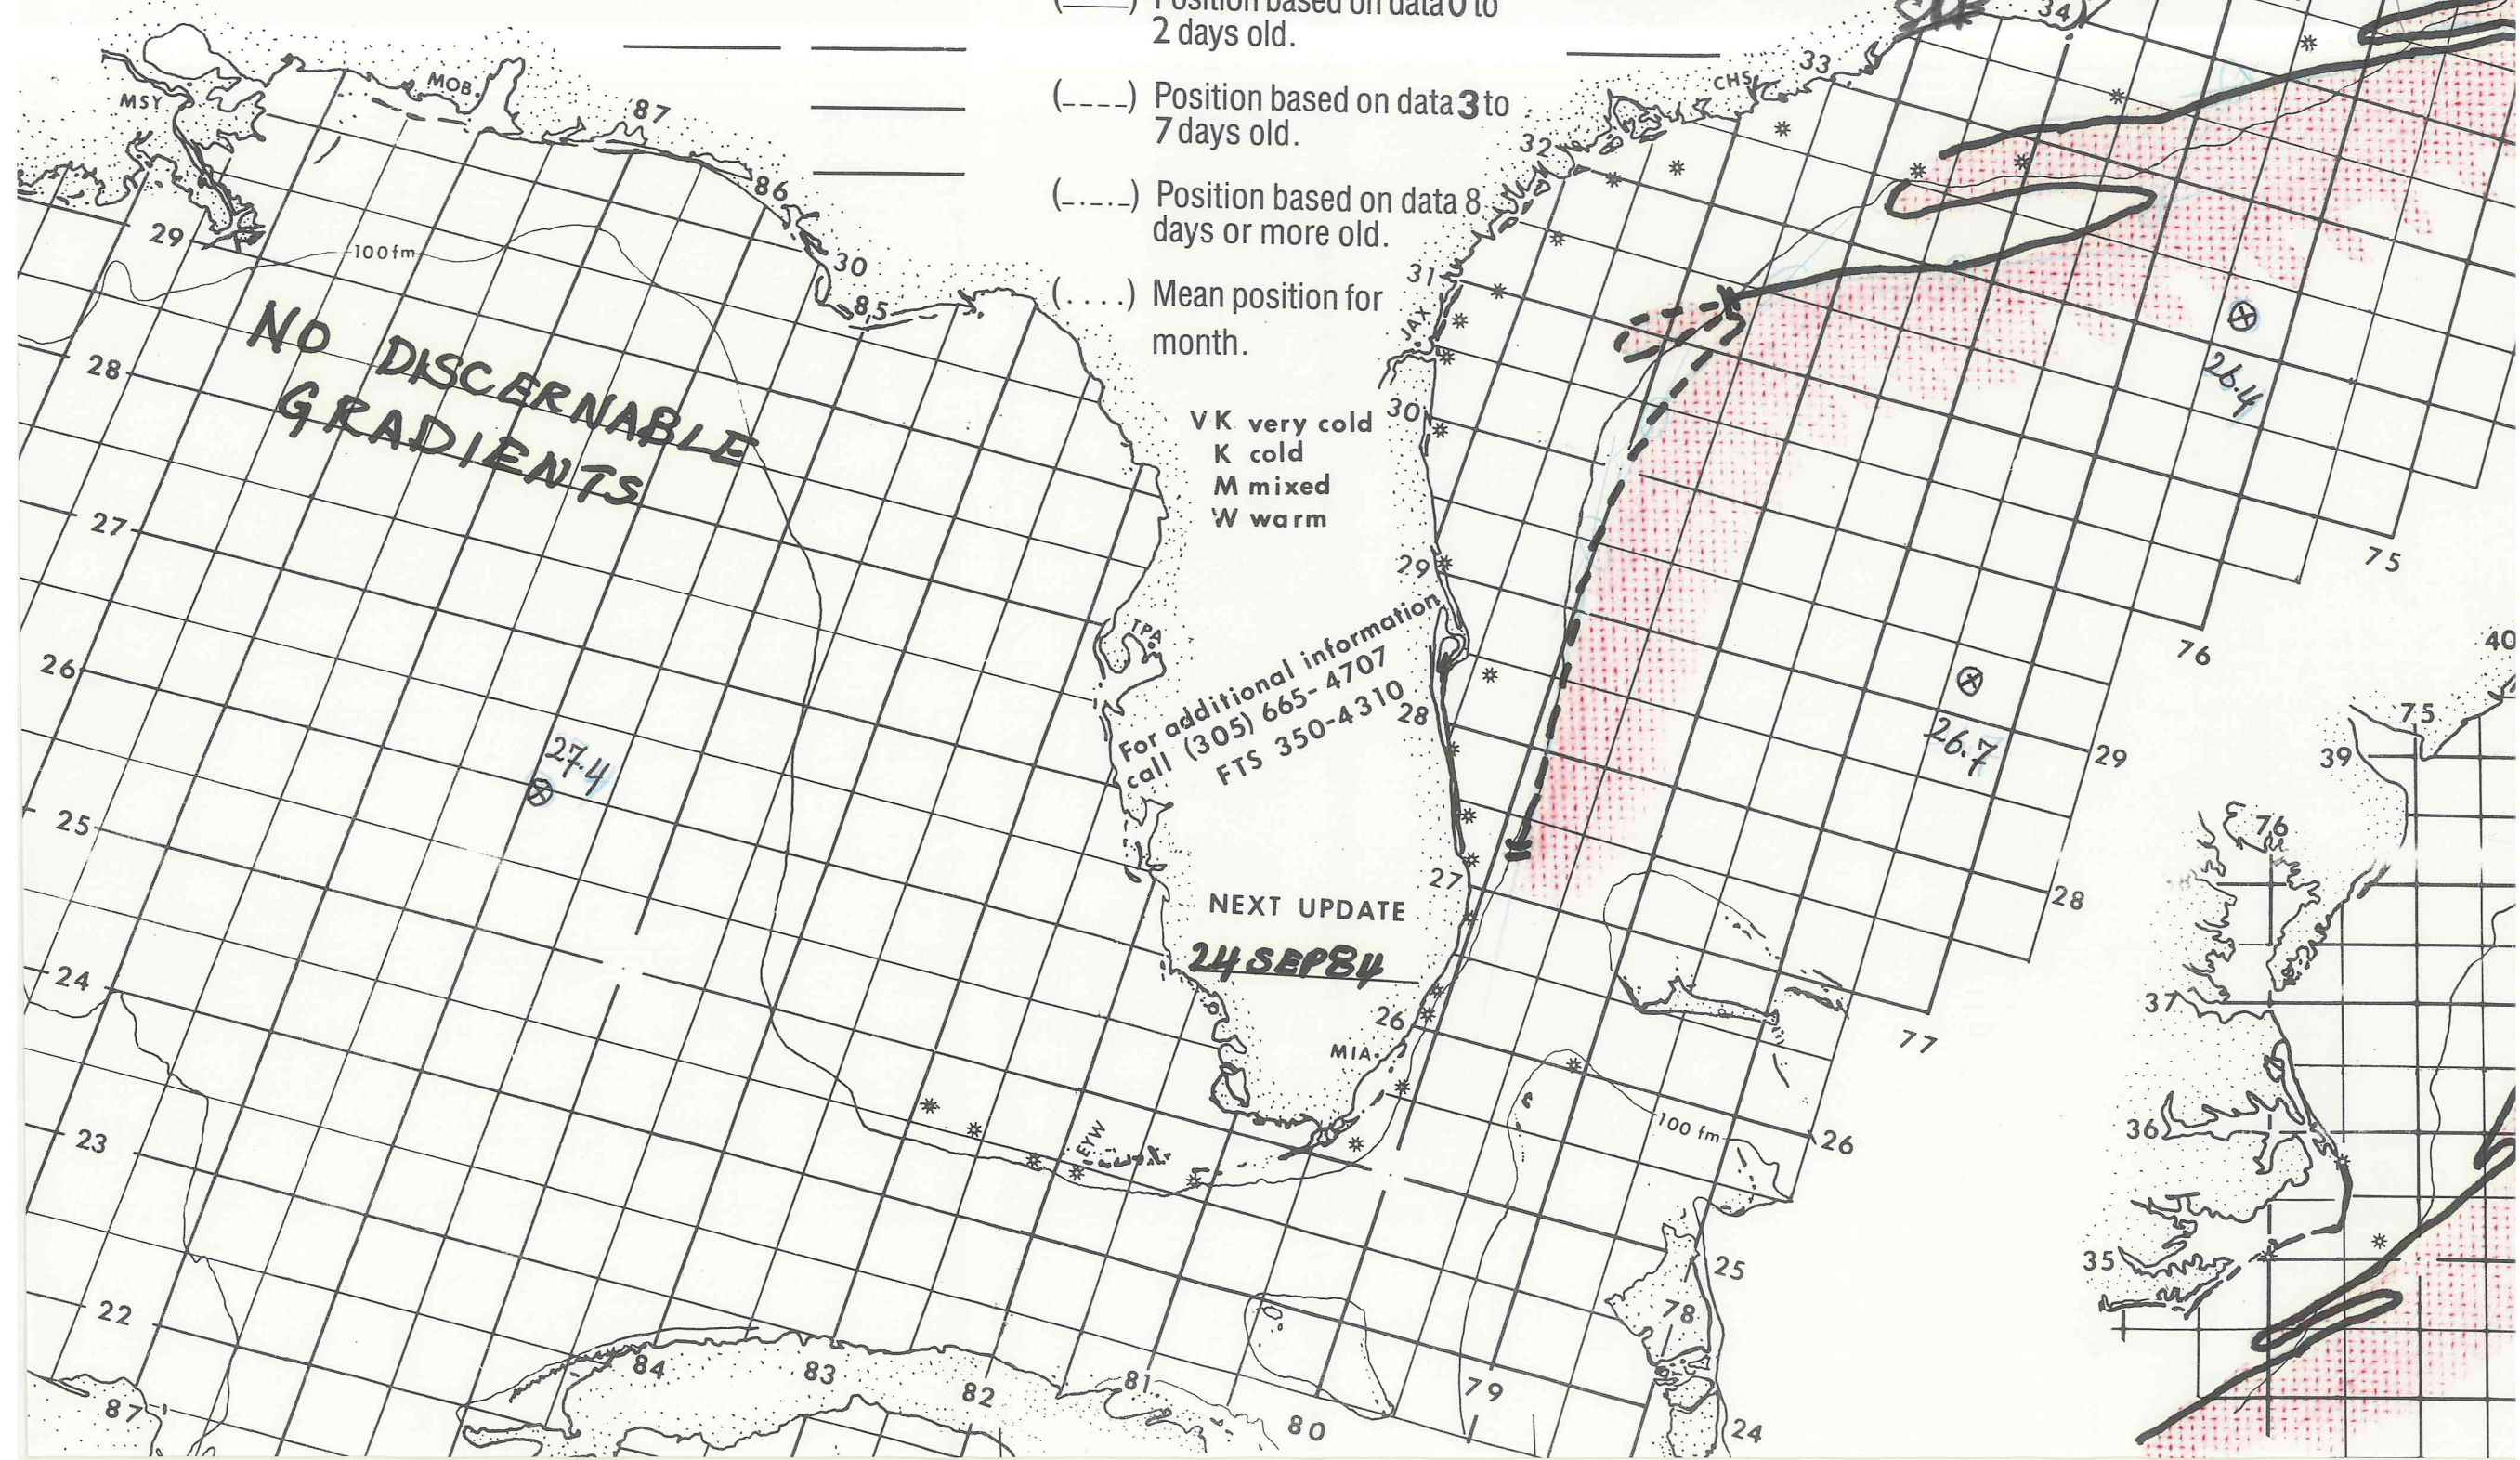 (____) Position based on data 0 to
2 days old.
(_ _ _ _) Position based on data 3 to
7 days old.
(_._._) Position based on data 8
days or more old.
(....) Mean position for
month.
MSY
MOB.
87
86
30
85
29
100fm
28
27
26
25
24
23
22
NO DISCERNABLE
GRADIENTS
27.4
VK very cold
K cold
M mixed
W warm
TPA
For additional information
call (305) 665-4707
FTS 350-4310
NEXT UPDATE
24 SEP 84
MIA.
EYW
34
33
CHS
32
31
JAX
30
29
28
27
26
26.4
26.7
75
76
29
28
77
26
100 fm
25
78
24
87
84
83
82
81
80
79
40
75
39
76
37
36
35